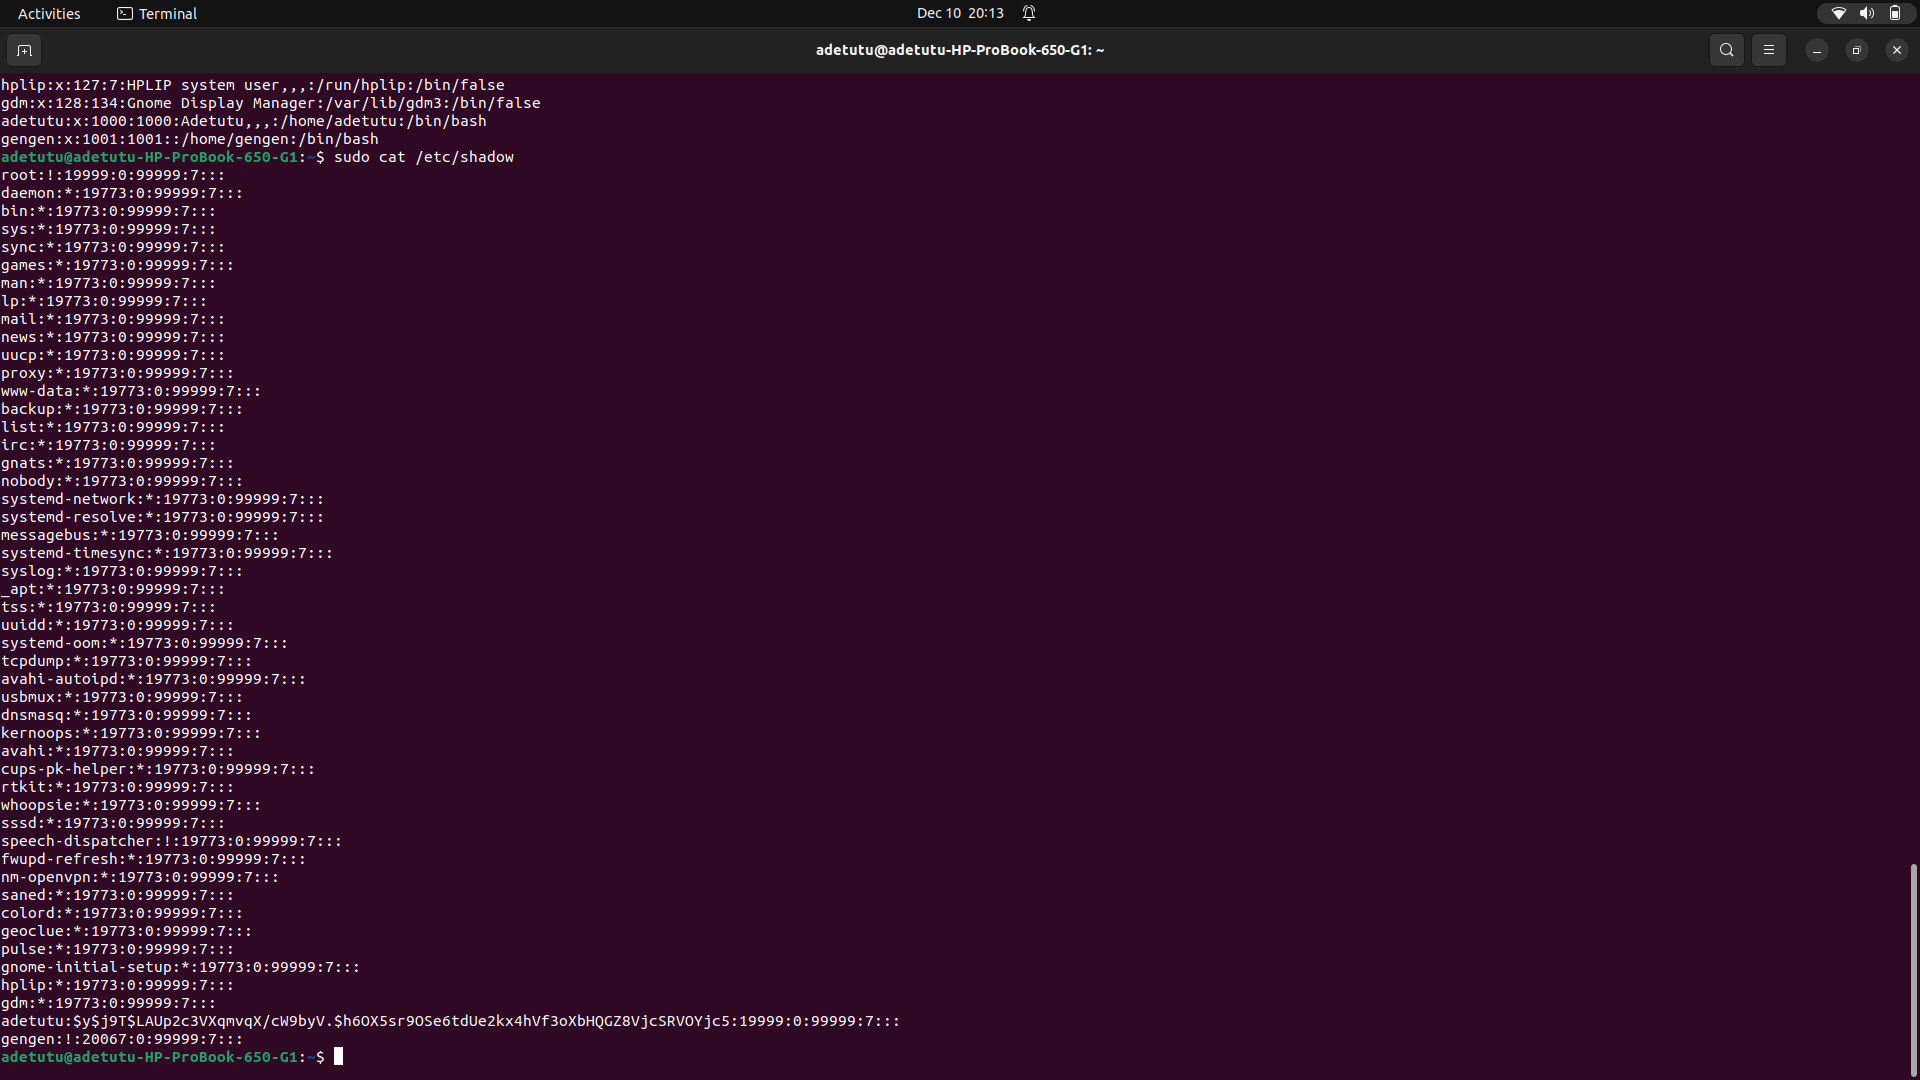 Activities
Terminal
Dec 10 20:13
adetutu@adetutu-HP-ProBook-650-G1: ~
hplip:x:127:7:HPLIP system user,,,:/run/hplip:/bin/false
gdm:x:128:134:Gnome Display Manager:/var/lib/gdm3:/bin/false
adetutu:x:1000:1000:Adetutu,,,:/home/adetutu:/bin/bash
gengen:x:1001:1001::/home/gengen:/bin/bash
adetutu@adetutu-HP-ProBook-650-G1:~$ sudo cat /etc/shadow
root:!:19999:0:99999:7:::
daemon:*:19773:0:99999:7:::
bin:*:19773:0:99999:7:::
sys:*:19773:0:99999:7:::
sync:*:19773:0:99999:7:::
games:*:19773:0:99999:7:::
man:*:19773:0:99999:7:::
lp:*:19773:0:99999:7:::
mail:*:19773:0:99999:7:::
news:*:19773:0:99999:7:::
uucp:*:19773:0:99999:7:::
proxy:*:19773:0:99999:7:::
www-data:*:19773:0:99999:7:::
backup:*:19773:0:99999:7:::
list:*:19773:0:99999:7:::
irc:*:19773:0:99999:7:::
gnats:*:19773:0:99999:7:::
nobody:*:19773:0:99999:7:::
systemd-network:*:19773:0:99999:7:::
systemd-resolve:*:19773:0:99999:7:::
messagebus:*:19773:0:99999:7:::
systemd-timesync:*:19773:0:99999:7:::
syslog:*:19773:0:99999:7:::
_apt:*:19773:0:99999:7:::
tss:*:19773:0:99999:7:::
uuidd:*:19773:0:99999:7:::
systemd-oom:*:19773:0:99999:7:::
tcpdump:*:19773:0:99999:7:::
avahi-autoipd:*:19773:0:99999:7:::
usbmux:*:19773:0:99999:7:::
dnsmasq:*:19773:0:99999:7:::
kernoops:*:19773:0:99999:7:::
avahi:*:19773:0:99999:7:::
cups-pk-helper:*:19773:0:99999:7:::
rtkit:*:19773:0:99999:7:::
whoopsie:*:19773:0:99999:7:::
sssd:*:19773:0:99999:7:::
speech-dispatcher:!:19773:0:99999:7:::
fwupd-refresh:*:19773:0:99999:7:::
nm-openvpn:*:19773:0:99999:7:::
saned:*:19773:0:99999:7:::
colord:*:19773:0:99999:7:::
geoclue:*:19773:0:99999:7:::
pulse:*:19773:0:99999:7:::
gnome-initial-setup:*:19773:0:99999:7:::
hplip:*:19773:0:99999:7:::
gdm:*:19773:0:99999:7:::
adetutu:$y$j9T$LAUp2c3VXqmvqX/cW9byV.$h6OX5sr9OSe6tdUe2kx4hVf3oXbHQGZ8VjcSRVOYjc5:19999:0:99999:7:::
gengen:!:20067:0:99999:7:::
adetutu@adetutu-HP-ProBook-650-G1:~$